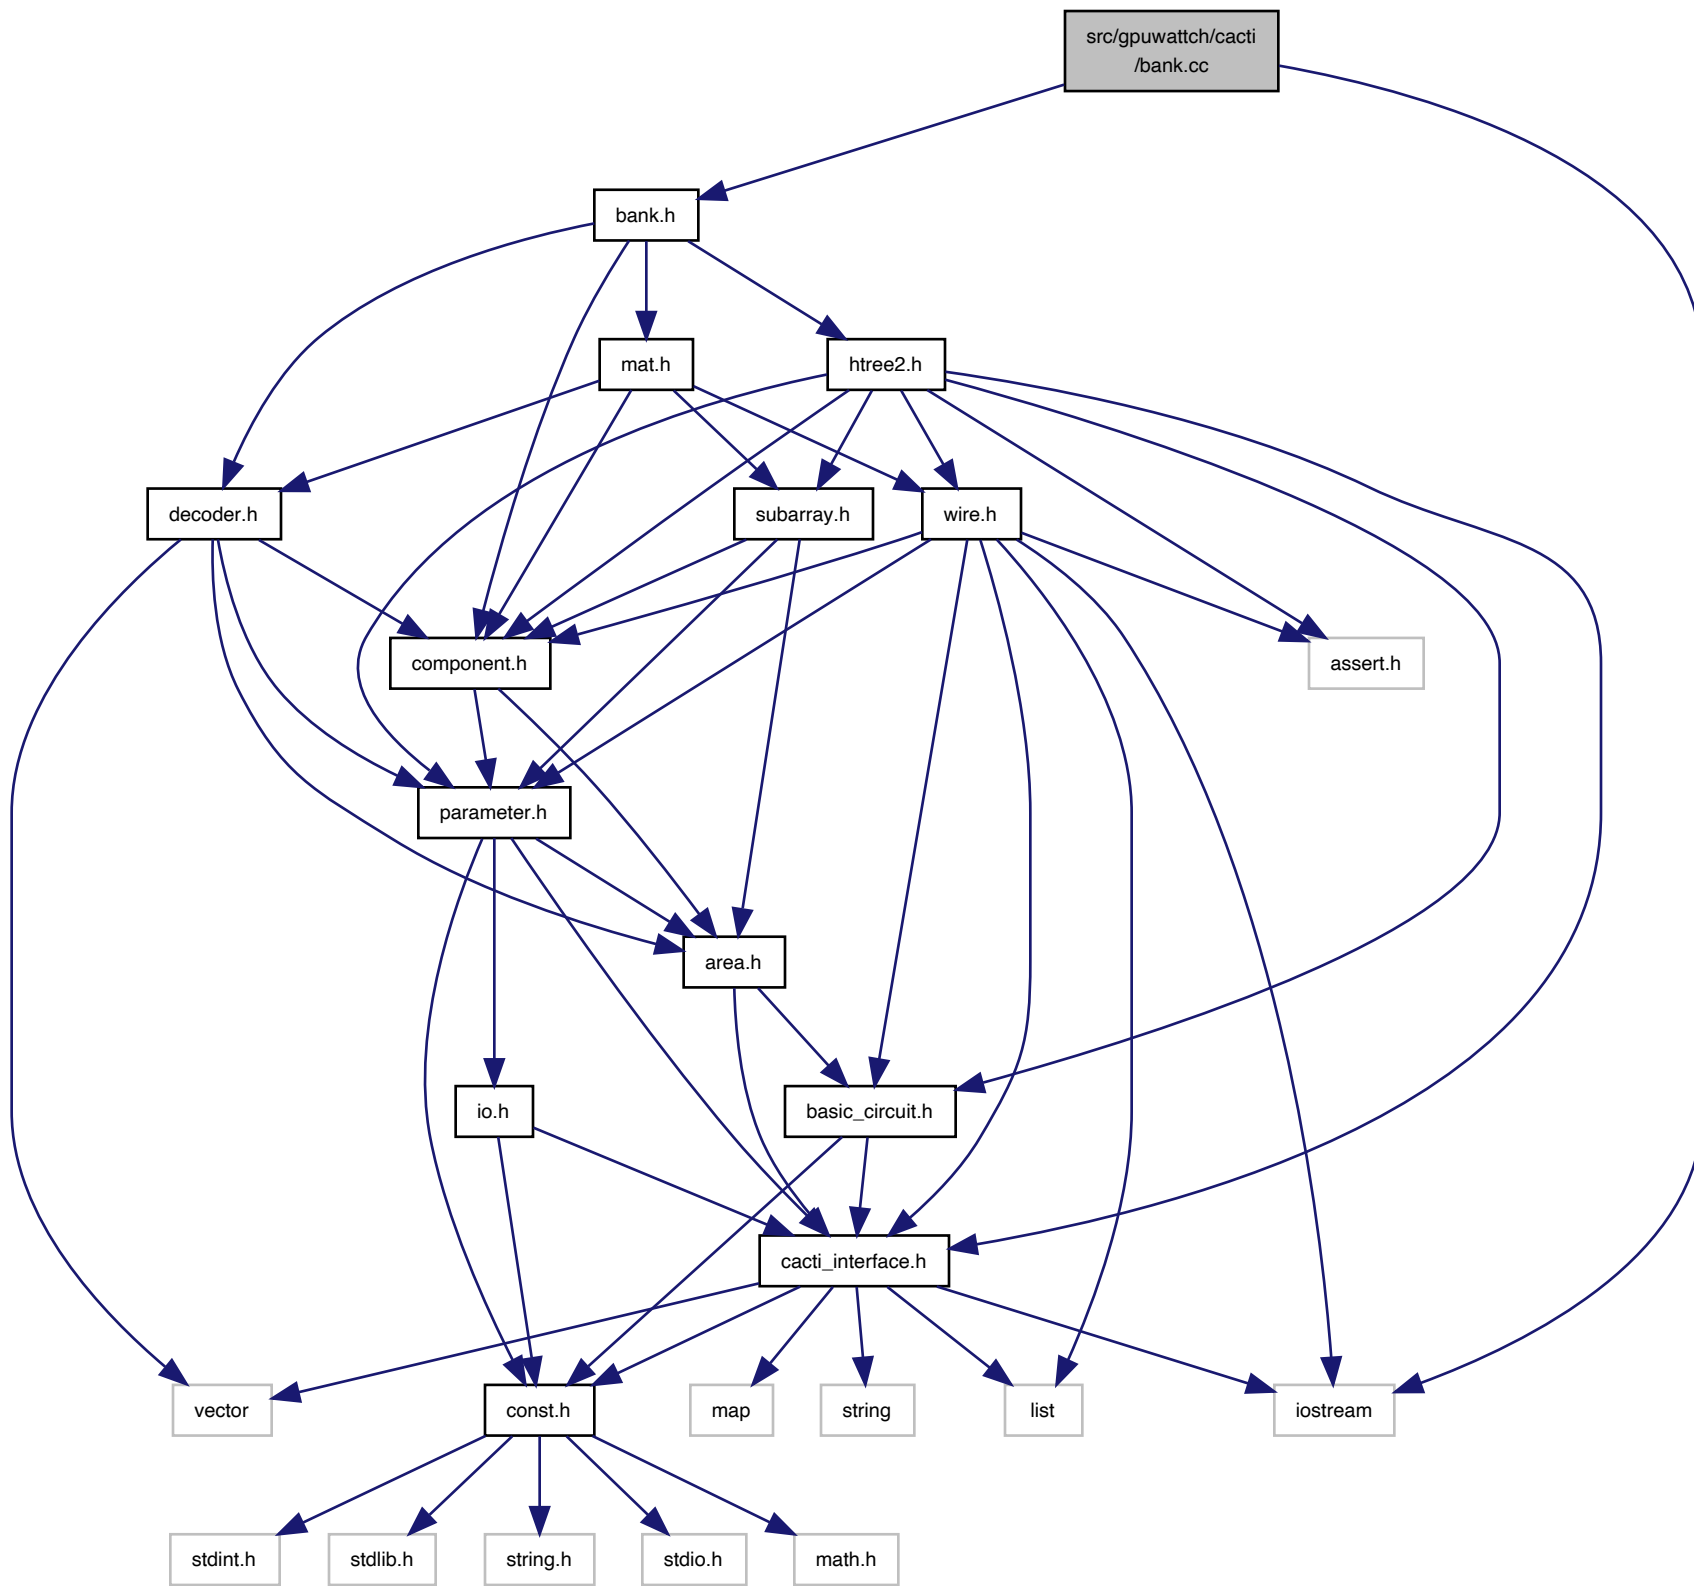 src/gpuwattch/cacti
/bank.cc
bank.h
mat.h
htree2.h
decoder.h
subarray.h
wire.h
component.h
assert.h
parameter.h
area.h
io.h
basic_circuit.h
cacti_interface.h
vector
const.h
map
string
list
iostream
stdint.h
stdlib.h
string.h
stdio.h
math.h